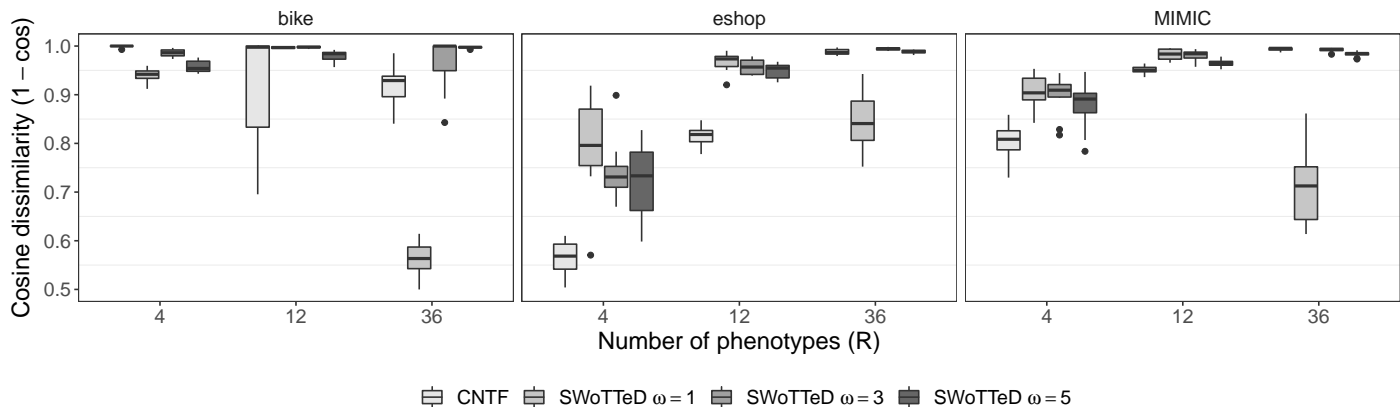 bike
eshop
MIMIC
Cosine dissimilarity (1 − cos)
1.0
0.9
0.8
0.7
0.6
0.5
4 12 36
4 12 36
4 12 36
Number of phenotypes (R)
CNTF SWoTTeD ω = 1 SWoTTeD ω = 3 SWoTTeD ω = 5